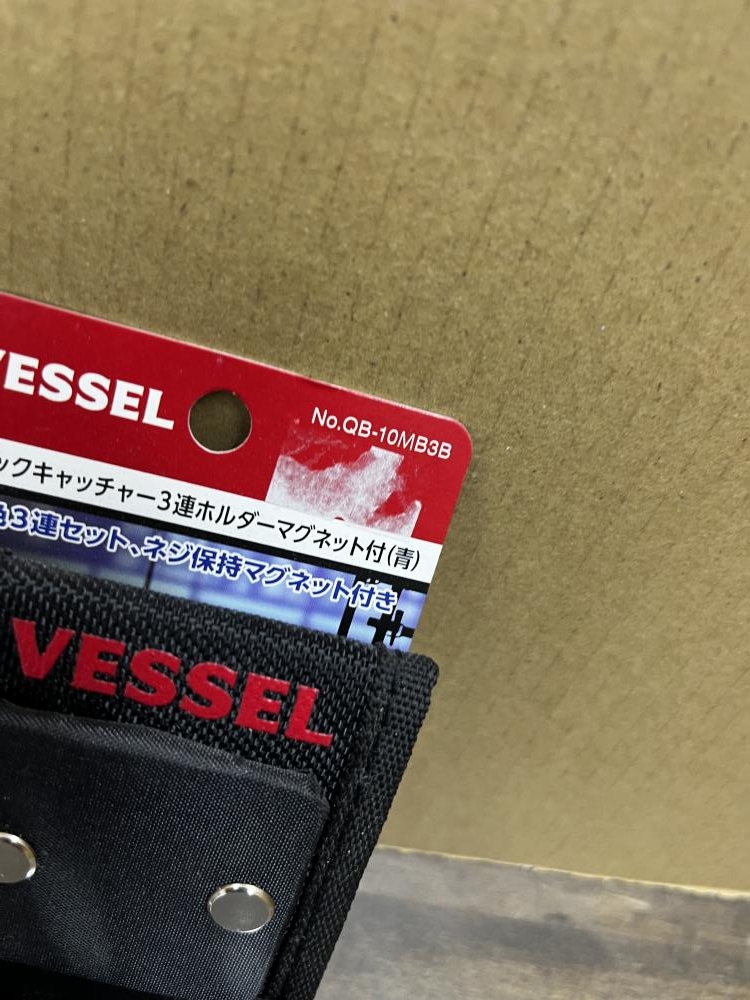 VESSEL
No.QB-10MB3B
ックキャッチャー3連ホルダーマグネット付(青)
色3連セット、ネジ保持マグネット付き
VESSEL